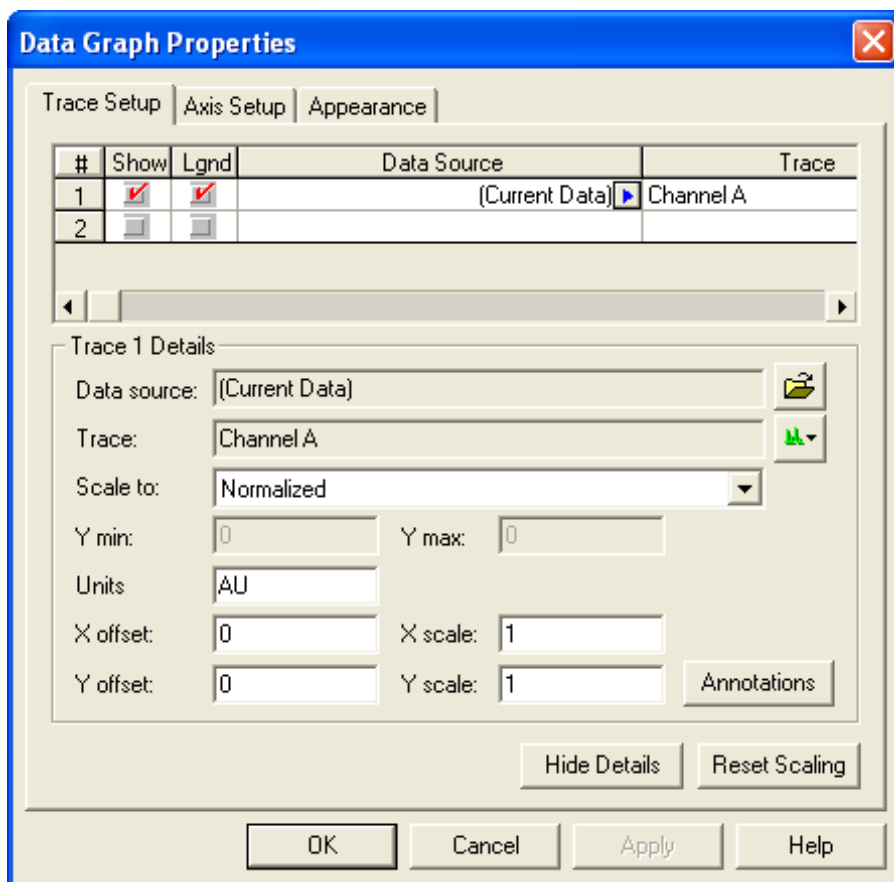 Data Graph Properties
Trace Setup Axis Setup Appearance
# Show Lgnd Data Source Trace
1 (Current Data) Channel A
2
Trace 1 Details
Data source: (Current Data)
Trace: Channel A
Scale to: Normalized
Y min: 0 Y max: 0
Units AU
X offset: 0 X scale: 1
Y offset: 0 Y scale: 1 Annotations
Hide Details Reset Scaling
OK Cancel Apply Help